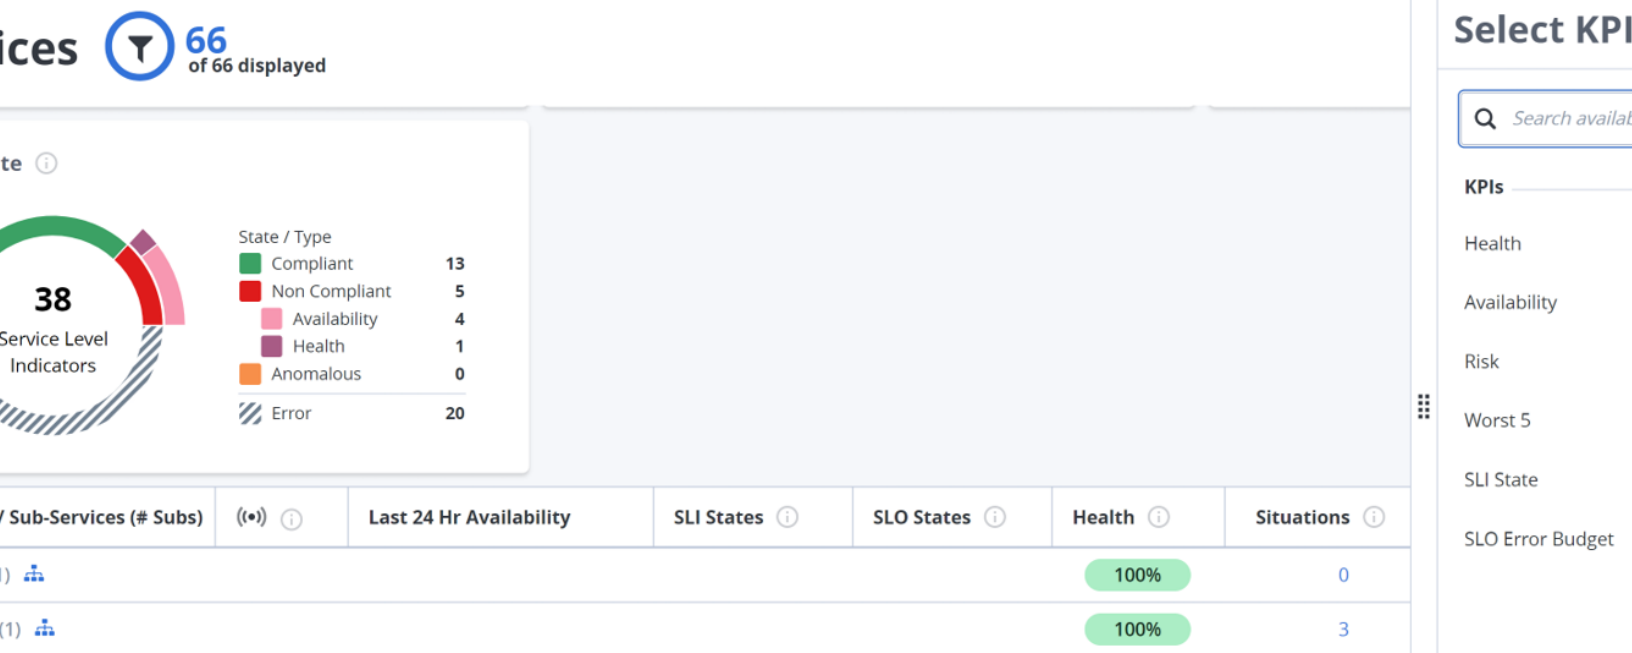 ices 66
of 66 displayed
te
38
Service Level
Indicators
State / Type
Compliant 13
Non Compliant 5
Availability 4
Health 1
Anomalous 0
Error 20
/ Sub-Services (# Subs) Last 24 Hr Availability SLI States SLO States Health Situations
1) 100% 0
(1) 100% 3
Select KPI
Search availab
KPIs
Health
Availability
Risk
Worst 5
SLI State
SLO Error Budget